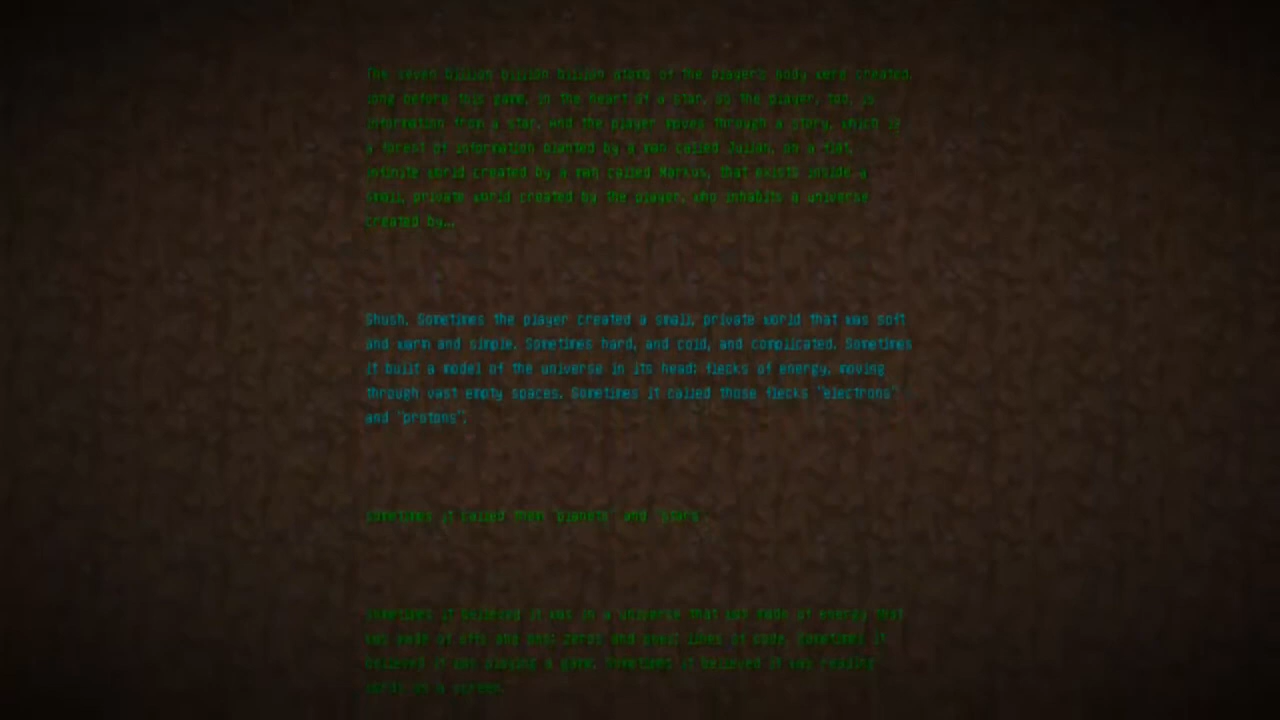 The seven billion billion billion atoms of the player's body were created,
long before this game, in the heart of a star. So the player, too, is
information from a star. And the player moves through a story, which is
a forest of information planted by a man called Julian, on a flat,
infinite world created by a man called Markus, that exists inside a
small, private world created by the player, who inhabits a universe
created by...
Shush. Sometimes the player created a small, private world that was soft
and warm and simple. Sometimes hard, and cold, and complicated. Sometimes
it built a model of the universe in its head; flecks of energy, moving
through vast empty spaces. Sometimes it called those flecks "electrons"
and "protons".
Sometimes it called them "planets" and "stars".
Sometimes it believed it was in a universe that was made of energy that
was made of offs and ons; zeros and ones; lines of code. Sometimes it
believed it was playing a game. Sometimes it believed it was reading
words on a screen.